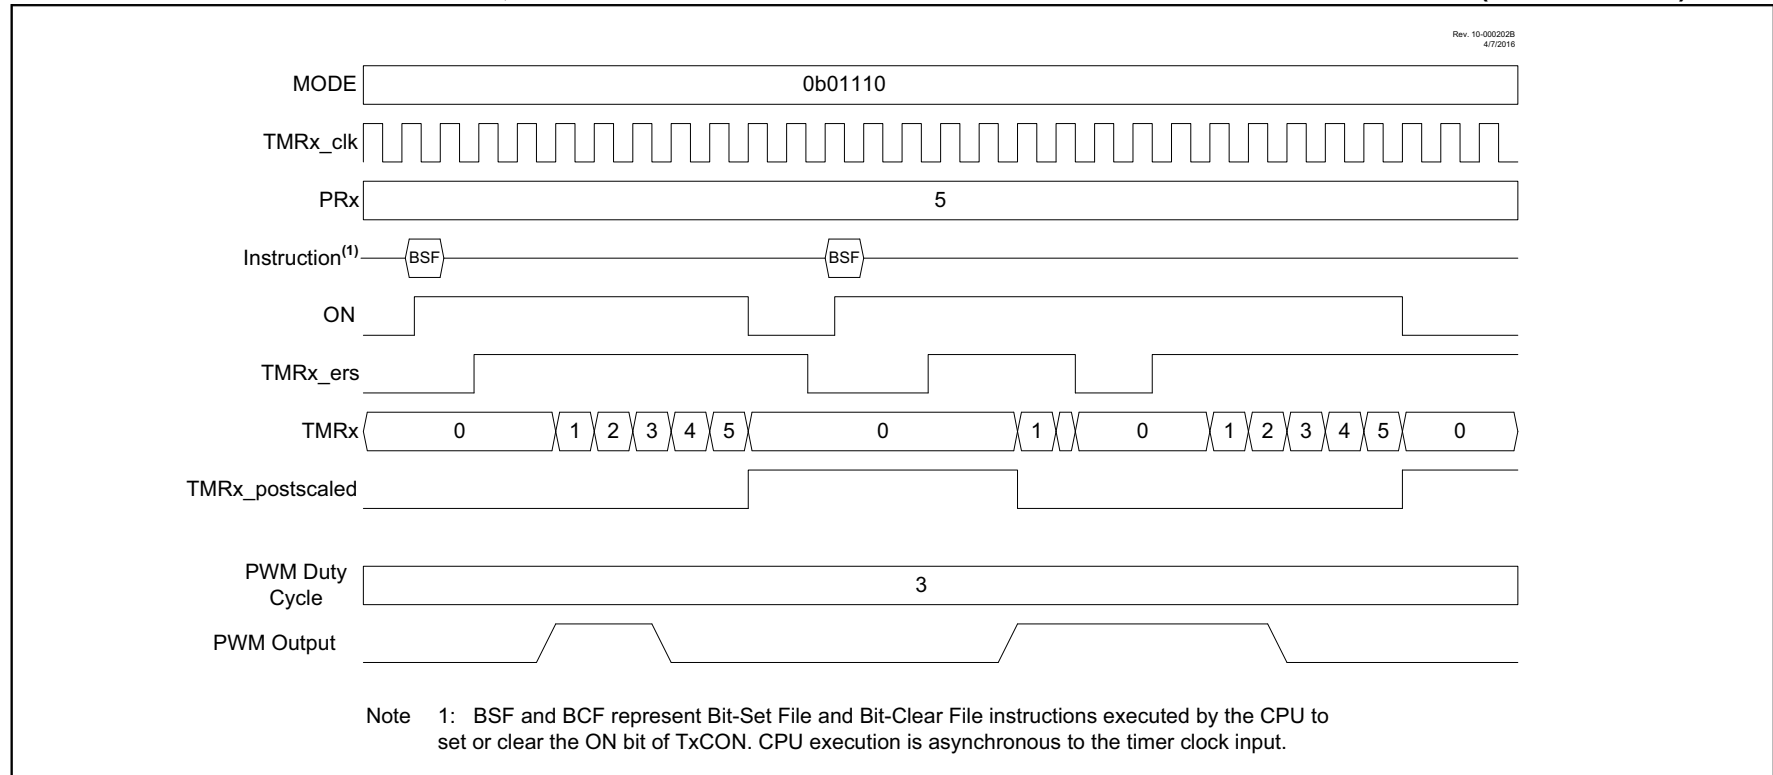 Rev. 10-000202B
4/7/2016
MODE 0b01110
TMRx_clk
PRx 5
Instruction(1) BSF BSF
ON
TMRx_ers
TMRx 0 1 2 3 4 5 0 1 0 1 2 3 4 5 0
TMRx_postscaled
PWM Duty
Cycle 3
PWM Output
Note 1: BSF and BCF represent Bit-Set File and Bit-Clear File instructions executed by the CPU to
set or clear the ON bit of TxCON. CPU execution is asynchronous to the timer clock input.